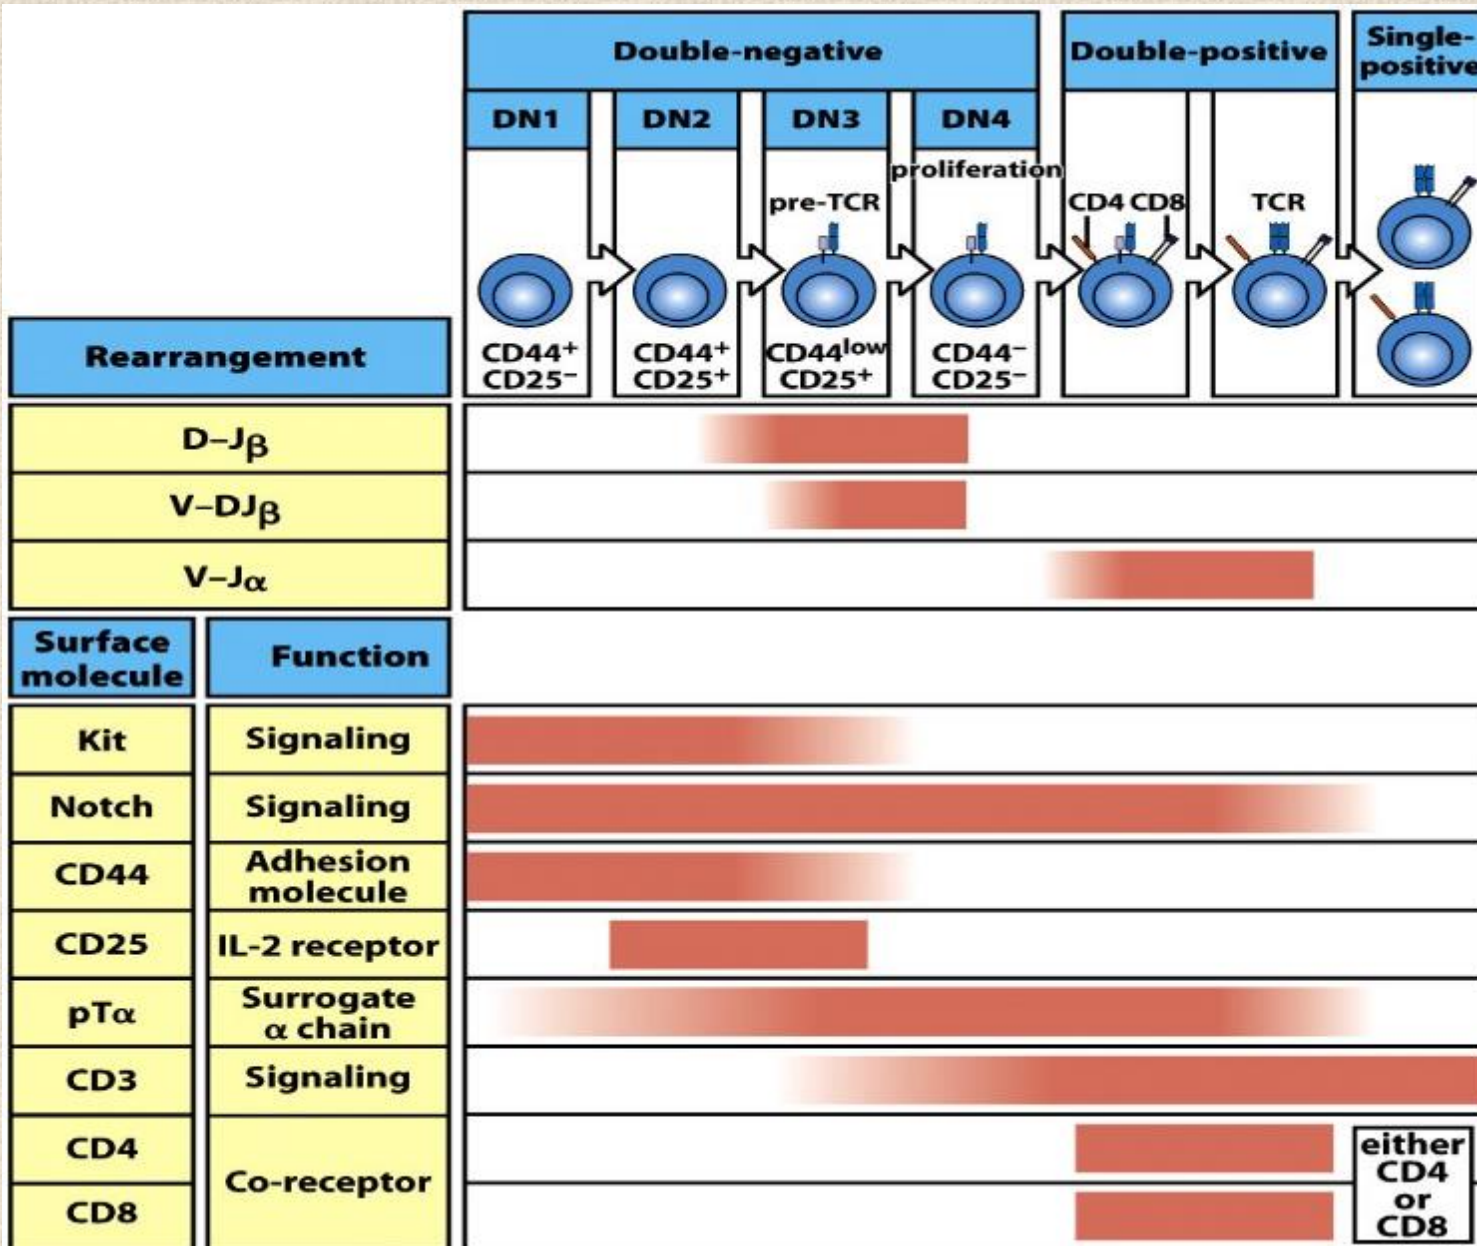 Double-negative
Double-positive
Single-
positive
DN1
DN2
DN3
DN4
proliferation
pre-TCR
CD4 CD8
TCR
CD44⁺
CD25⁻
CD44⁺
CD25⁺
CD44ˡᵒʷ
CD25⁺
CD44⁻
CD25⁻
Rearrangement
D–Jβ
V–DJβ
V–Jα
Surface
molecule
Function
Kit
Signaling
Notch
Signaling
CD44
Adhesion
molecule
CD25
IL-2 receptor
pTα
Surrogate
α chain
CD3
Signaling
CD4
CD8
Co-receptor
either
CD4
or
CD8